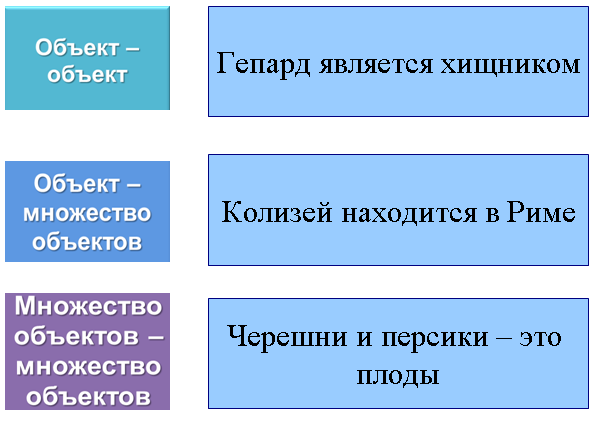 Объект –
объект
Гепард является хищником
Объект –
множество
объектов
Колизей находится в Риме
Множество
объектов –
множество
объектов
Черешни и персики – это
плоды